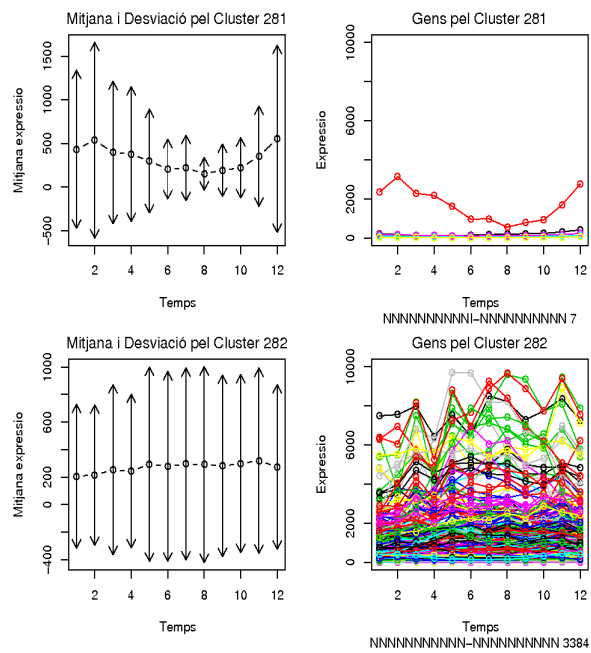 Mitjana i Desviació pel Cluster 281
Mitjana expressio
1500
1000
500
0
−500
2 4 6 8 10 12
Temps
Gens pel Cluster 281
Expressio
10000
6000
2000
0
2 4 6 8 10 12
Temps
NNNNNNNNNNI−NNNNNNNNNN 7
Mitjana i Desviació pel Cluster 282
Mitjana expressio
1000
600
200
0
−400
2 4 6 8 10 12
Temps
Gens pel Cluster 282
Expressio
10000
6000
2000
0
2 4 6 8 10 12
Temps
NNNNNNNNNNN−NNNNNNNNNN 3384